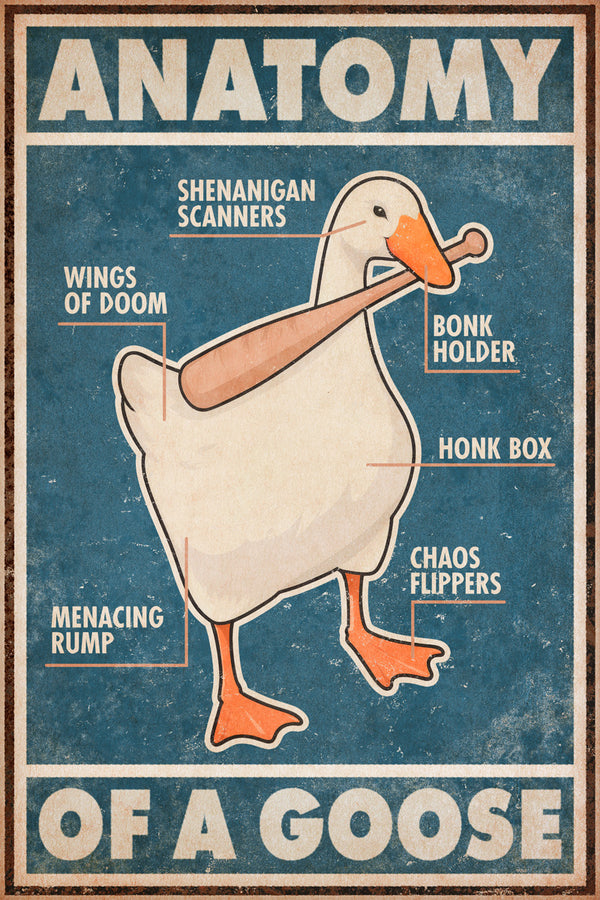 ANATOMY
SHENANIGAN
SCANNERS
WINGS
OF DOOM
BONK
HOLDER
HONK BOX
CHAOS
FLIPPERS
MENACING
RUMP
OF A GOOSE